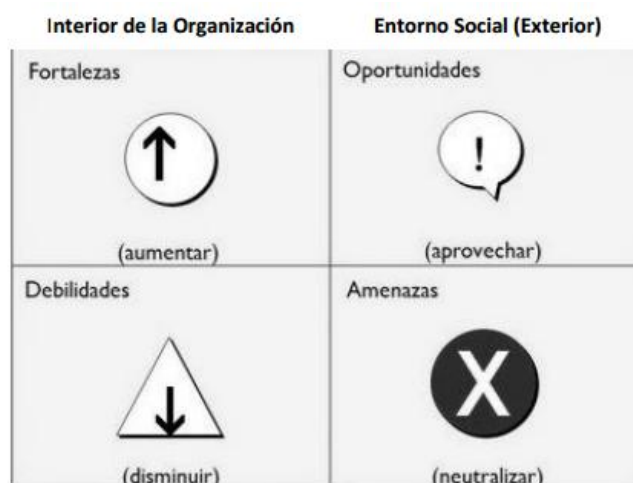 Interior de la Organización
Entorno Social (Exterior)
Fortalezas
Oportunidades
!
(aumentar)
(aprovechar)
Debilidades
Amenazas
X
(disminuir)
(neutralizar)